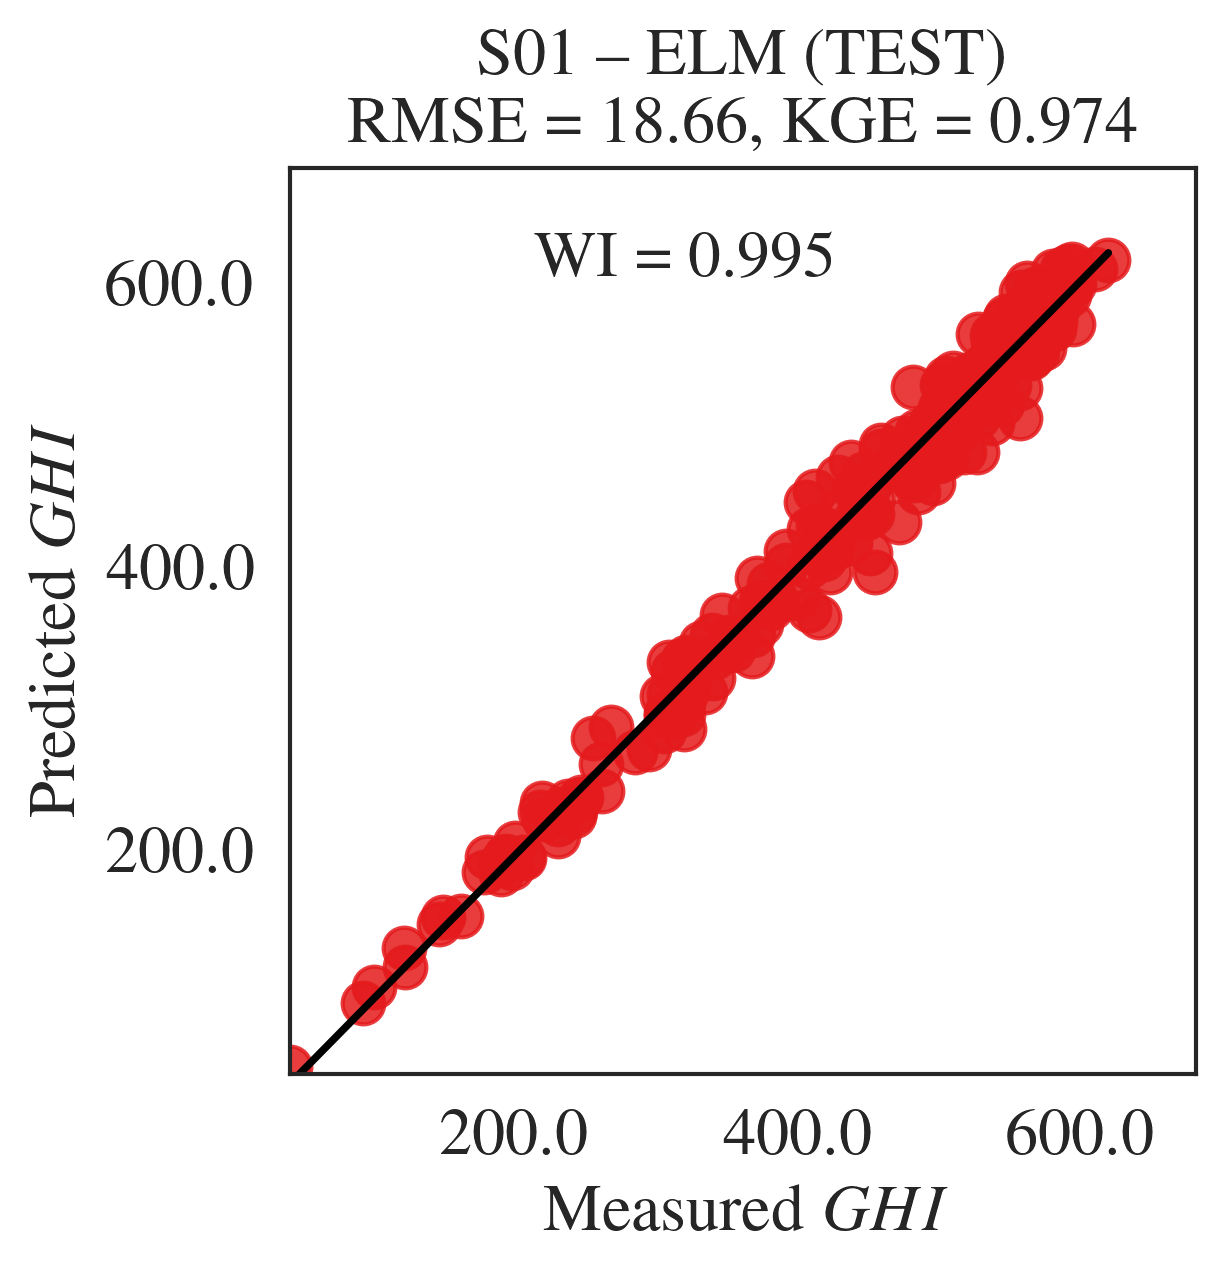 S01 – ELM (TEST)
RMSE = 18.66, KGE = 0.974
WI = 0.995
600.0
400.0
200.0
Predicted GHI
200.0 400.0 600.0
Measured GHI